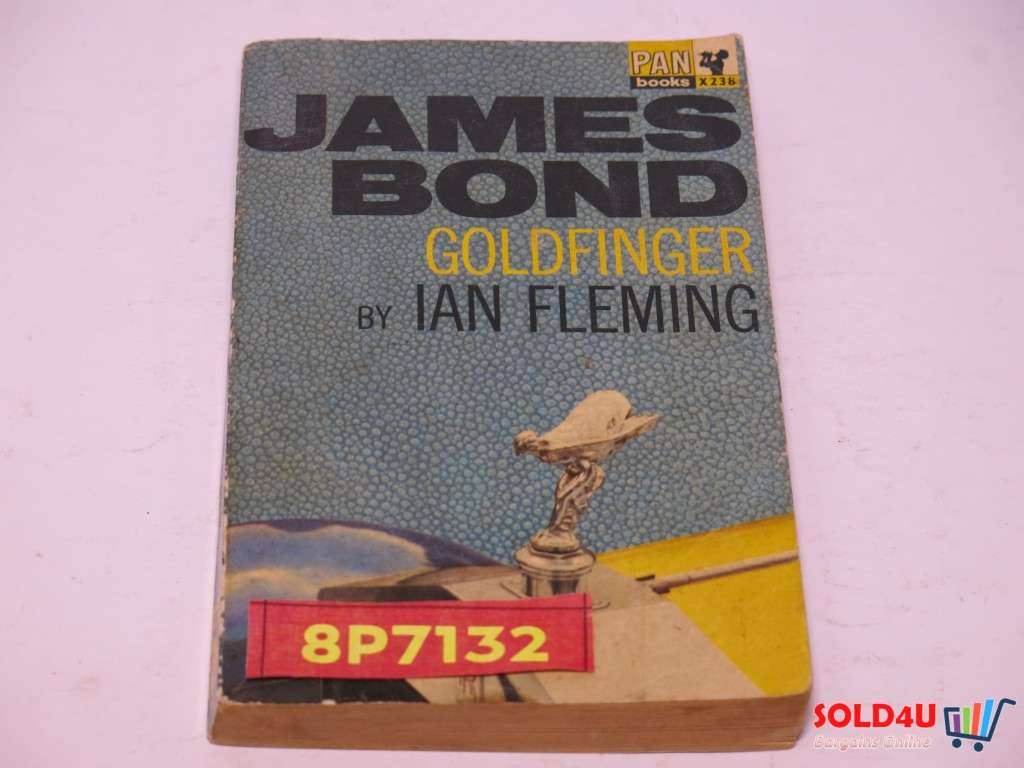 PAN
books X238
JAMES
BOND
GOLDFINGER
BY IAN FLEMING
8P7132
SOLD4U
Bargains Online